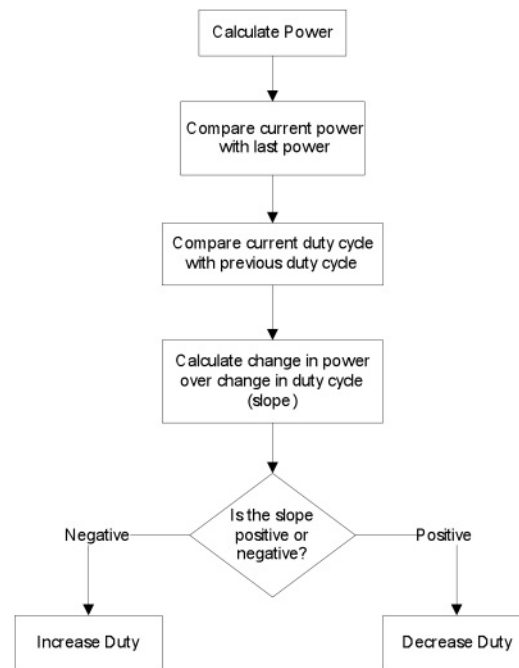 Calculate Power
Compare current power
with last power
Compare current duty cycle
with previous duty cycle
Calculate change in power
over change in duty cycle
(slope)
Is the slope
positive or
negative?
Negative
Positive
Increase Duty
Decrease Duty